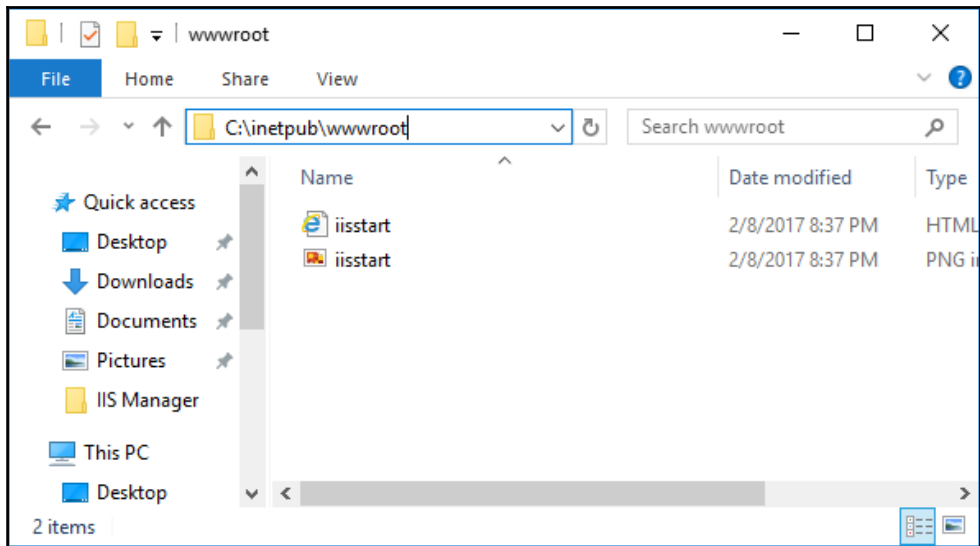 wwwroot
File Home Share View
C:\inetpub\wwwroot Search wwwroot
Name Date modified Type
Quick access
Desktop
Downloads
Documents
Pictures
IIS Manager
This PC
Desktop
iisstart 2/8/2017 8:37 PM HTML
iisstart 2/8/2017 8:37 PM PNG i
2 items